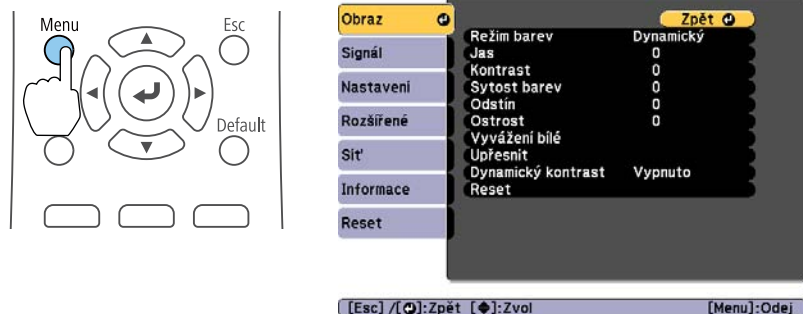 Menu
Esc
Default
Obraz
Signál
Nastavení
Rozšířené
Síť
Informace
Reset
Zpět
Režim barev Dynamický
Jas 0
Kontrast 0
Sytost barev 0
Odstín 0
Ostrost 0
Vyvážení bílé
Upřesnit
Dynamický kontrast Vypnuto
Reset
[Esc] /[]:Zpět []:Zvol [Menu]:Odej